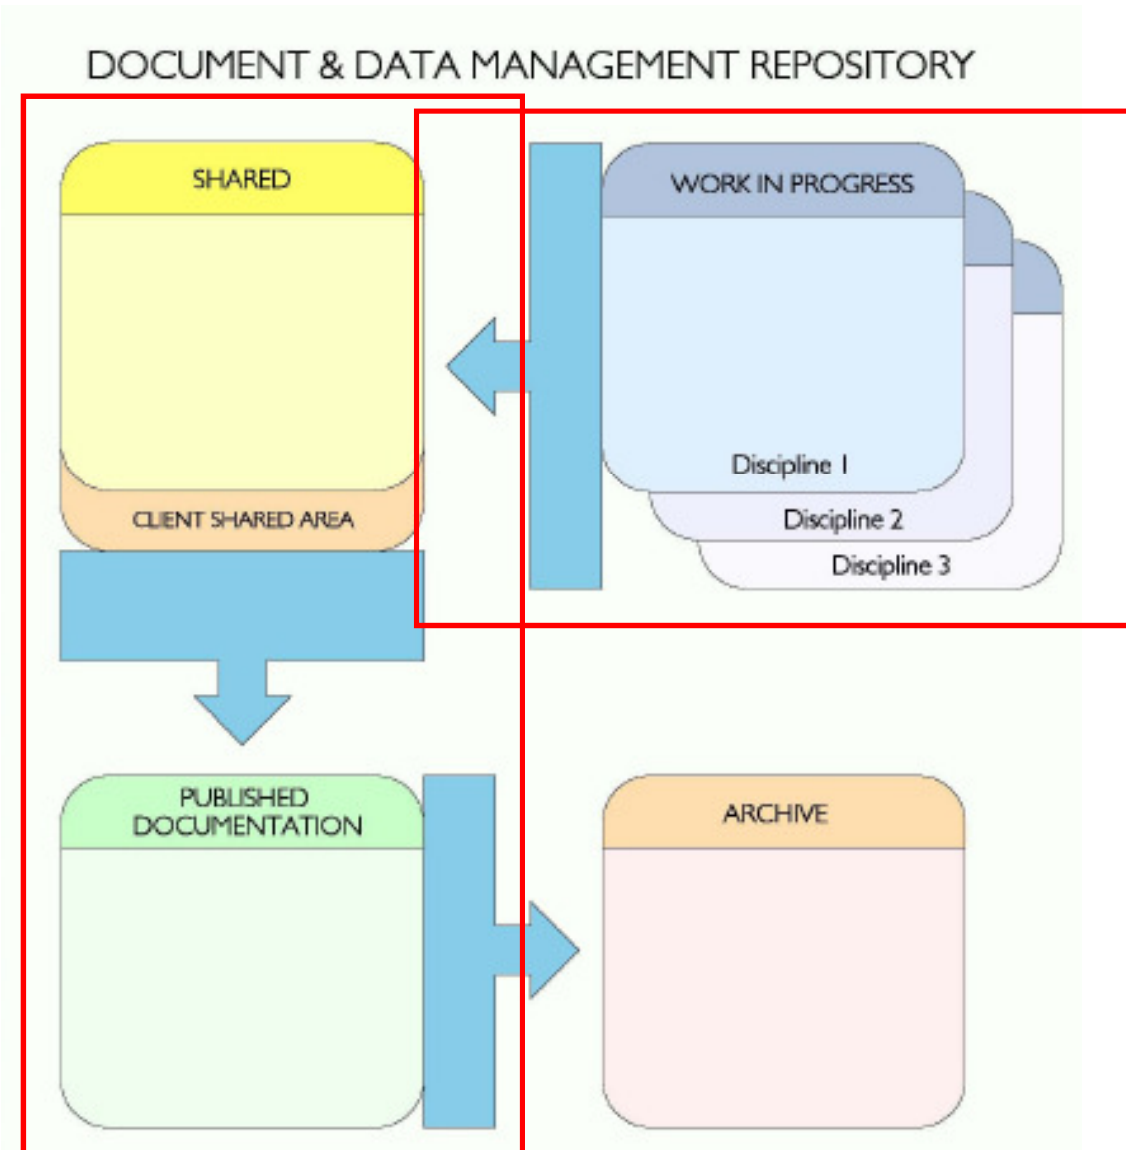 DOCUMENT & DATA MANAGEMENT REPOSITORY
SHARED
WORK IN PROGRESS
Discipline 1
CLIENT SHARED AREA
Discipline 2
Discipline 3
PUBLISHED
DOCUMENTATION
ARCHIVE